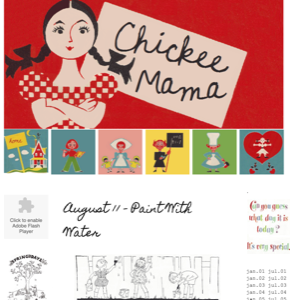 Chickee
Mama
home
Click to enable
Adobe Flash
Player
August 11 - Paint With
Water
Can you guess
what day it is
today?
It's very special.
jan.01 jul.01
jan.02 jul.02
jan.03 jul.03
jan.04 jul.04